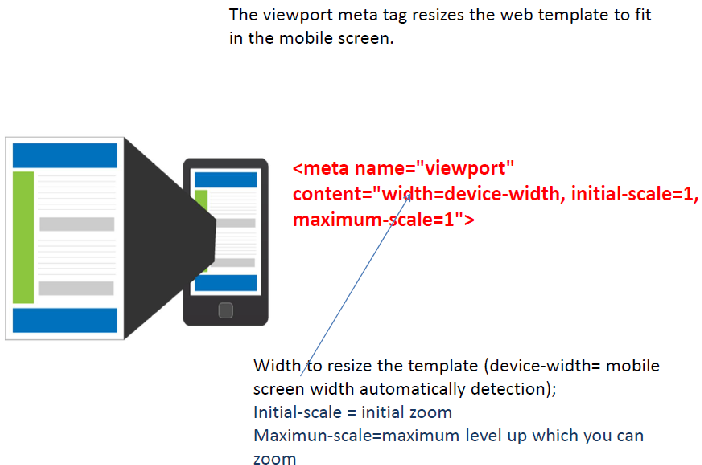 The viewport meta tag resizes the web template to fit
in the mobile screen.
<meta name="viewport"
content="width=device-width, initial-scale=1,
maximum-scale=1">
Width to resize the template (device-width= mobile
screen width automatically detection);
Initial-scale = initial zoom
Maximun-scale=maximum level up which you can
zoom